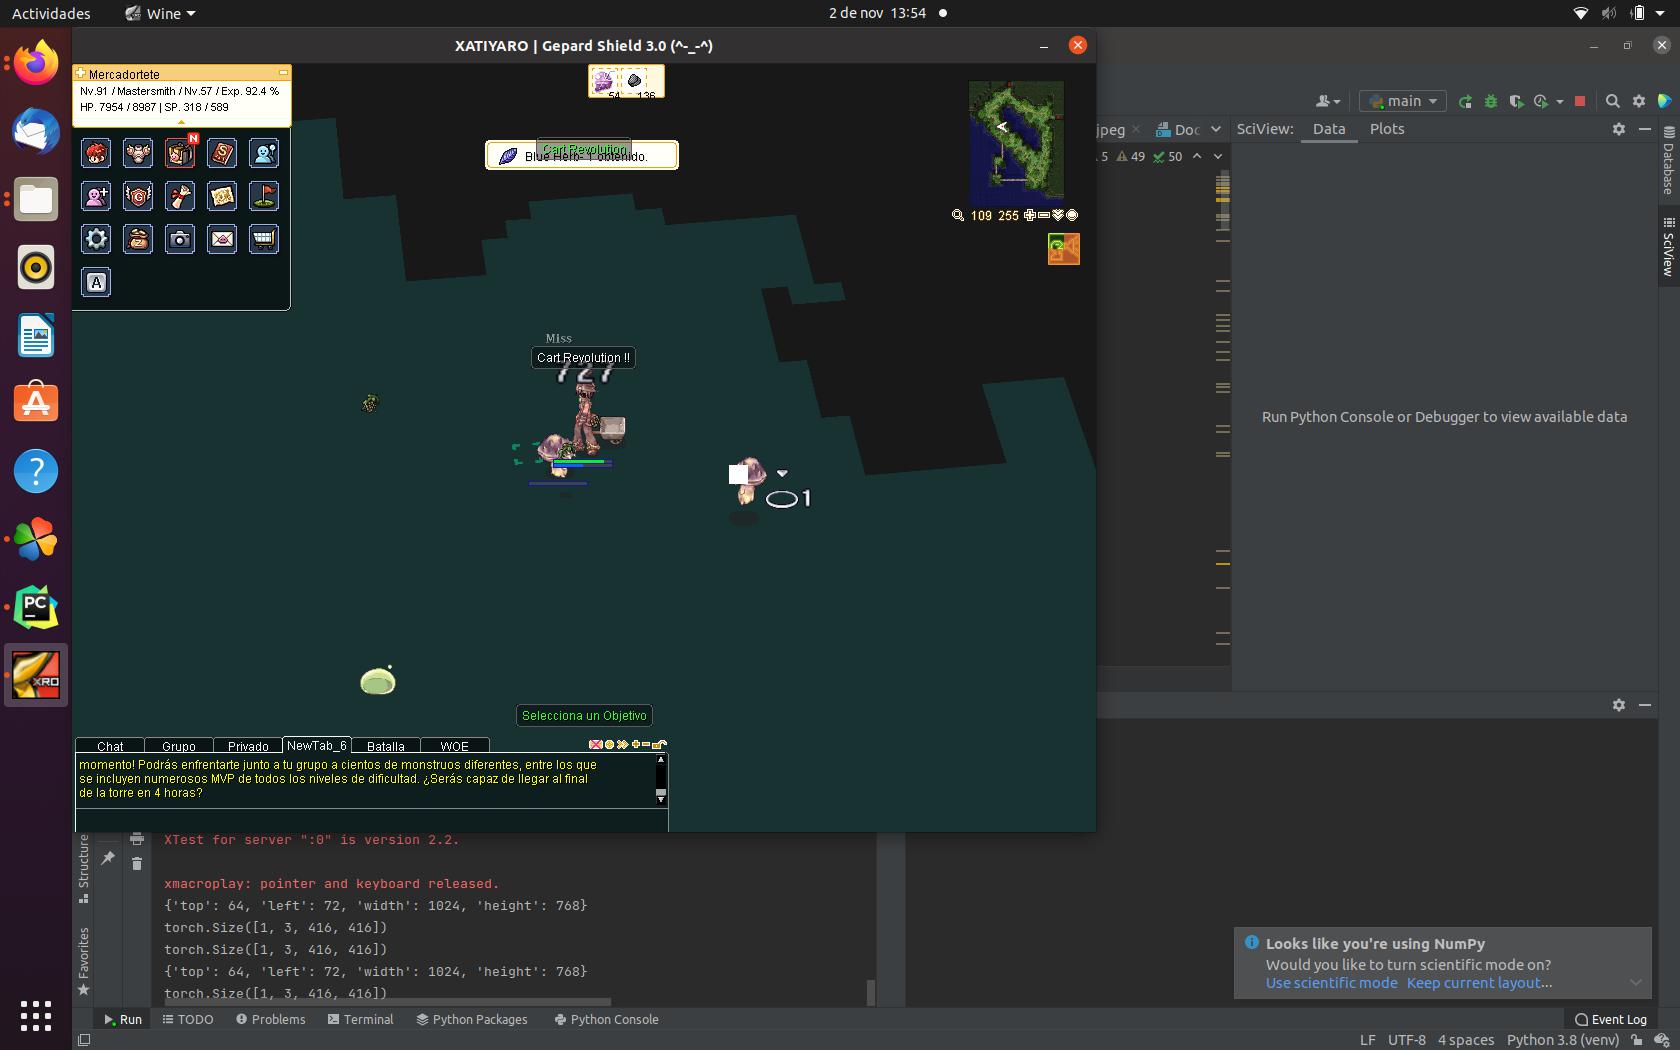 Actividades
Wine
2 de nov 13:54
XATIYARO | Gepard Shield 3.0 (^-_-^)
Mercadortete
Nv.91 / Mastersmith / Nv.57 / Exp. 92.4 %
HP. 7954 / 8987 | SP. 318 / 589
N
A
54 136
Cart Revolution
Blue Herb- 1 obtenido.
109 255
Miss
Cart Revolution !!
727
1
Selecciona un Objetivo
Chat Grupo Privado NewTab_6 Batalla WOE
momento! Podrás enfrentarte junto a tu grupo a cientos de monstruos diferentes, entre los que
se incluyen numerosos MVP de todos los niveles de dificultad. ¿Serás capaz de llegar al final
de la torre en 4 horas?
main
jpeg
Doc
SciView: Data Plots
5 49 50
Database
SciView
Run Python Console or Debugger to view available data
PC
XRO
Structure
Favorites
XTest for server ":0" is version 2.2.
xmacroplay: pointer and keyboard released.
{'top': 64, 'left': 72, 'width': 1024, 'height': 768}
torch.Size([1, 3, 416, 416])
torch.Size([1, 3, 416, 416])
{'top': 64, 'left': 72, 'width': 1024, 'height': 768}
torch.Size([1, 3, 416, 416])
Looks like you're using NumPy
Would you like to turn scientific mode on?
Use scientific mode Keep current layout...
Run TODO Problems Terminal Python Packages Python Console
Event Log
LF UTF-8 4 spaces Python 3.8 (venv)